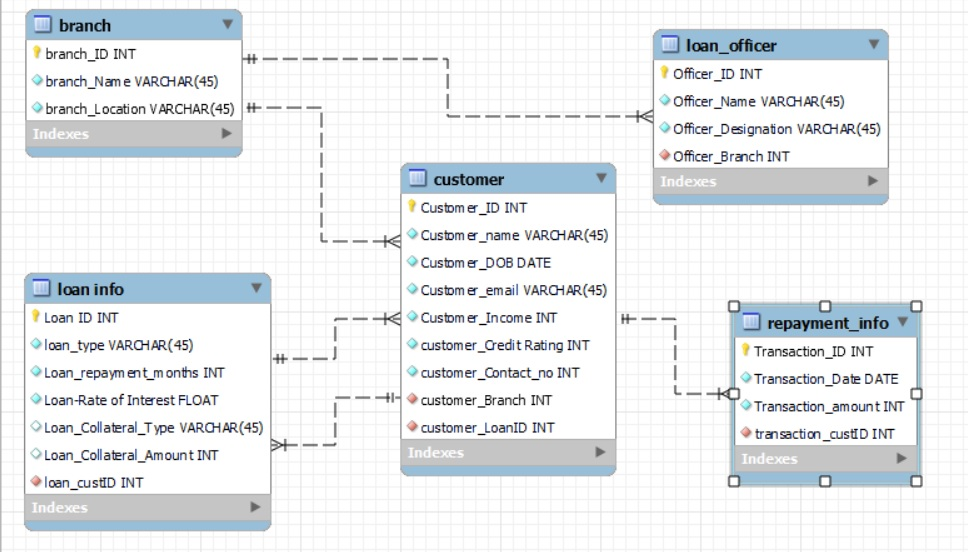 branch
branch_ID INT
branch_Name VARCHAR(45)
branch_Location VARCHAR(45)
Indexes
loan_officer
Officer_ID INT
Officer_Name VARCHAR(45)
Officer_Designation VARCHAR(45)
Officer_Branch INT
Indexes
customer
Customer_ID INT
Customer_name VARCHAR(45)
Customer_DOB DATE
Customer_email VARCHAR(45)
Customer_Income INT
customer_Credit Rating INT
customer_Contact_no INT
customer_Branch INT
customer_LoanID INT
Indexes
loan info
Loan ID INT
loan_type VARCHAR(45)
Loan_repayment_months INT
Loan-Rate of Interest FLOAT
Loan_Collateral_Type VARCHAR(45)
Loan_Collateral_Amount INT
loan_custID INT
Indexes
repayment_info
Transaction_ID INT
Transaction_Date DATE
Transaction_amount INT
transaction_custID INT
Indexes